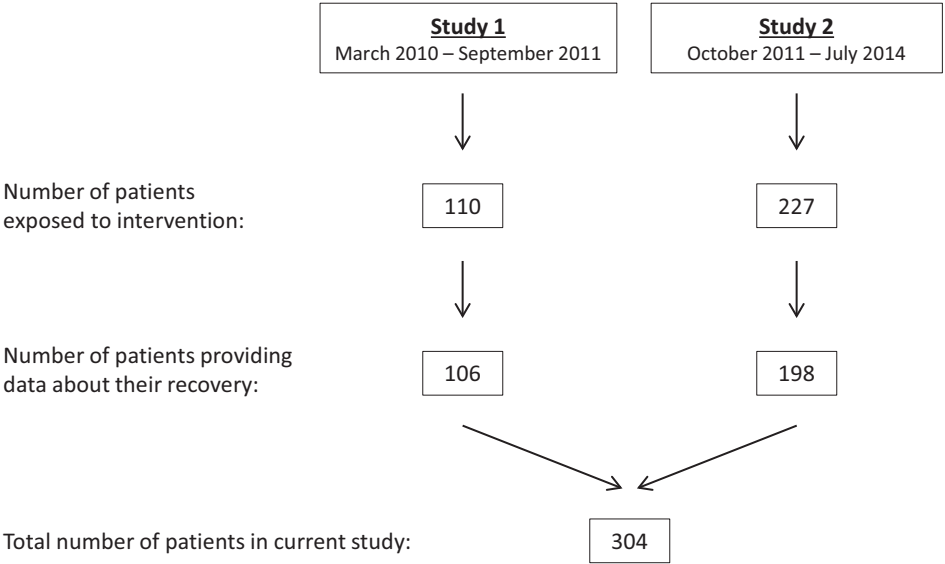 Study 1
March 2010 – September 2011
Study 2
October 2011 – July 2014
Number of patients
exposed to intervention:
110
227
Number of patients providing
data about their recovery:
106
198
Total number of patients in current study:
304